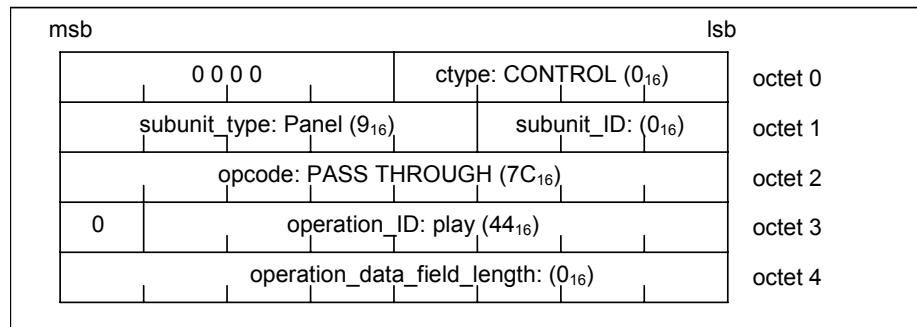 msb lsb
0 0 0 0 ctype: CONTROL (0₁₆) octet 0
subunit_type: Panel (9₁₆) subunit_ID: (0₁₆) octet 1
opcode: PASS THROUGH (7C₁₆) octet 2
0 operation_ID: play (44₁₆) octet 3
operation_data_field_length: (0₁₆) octet 4